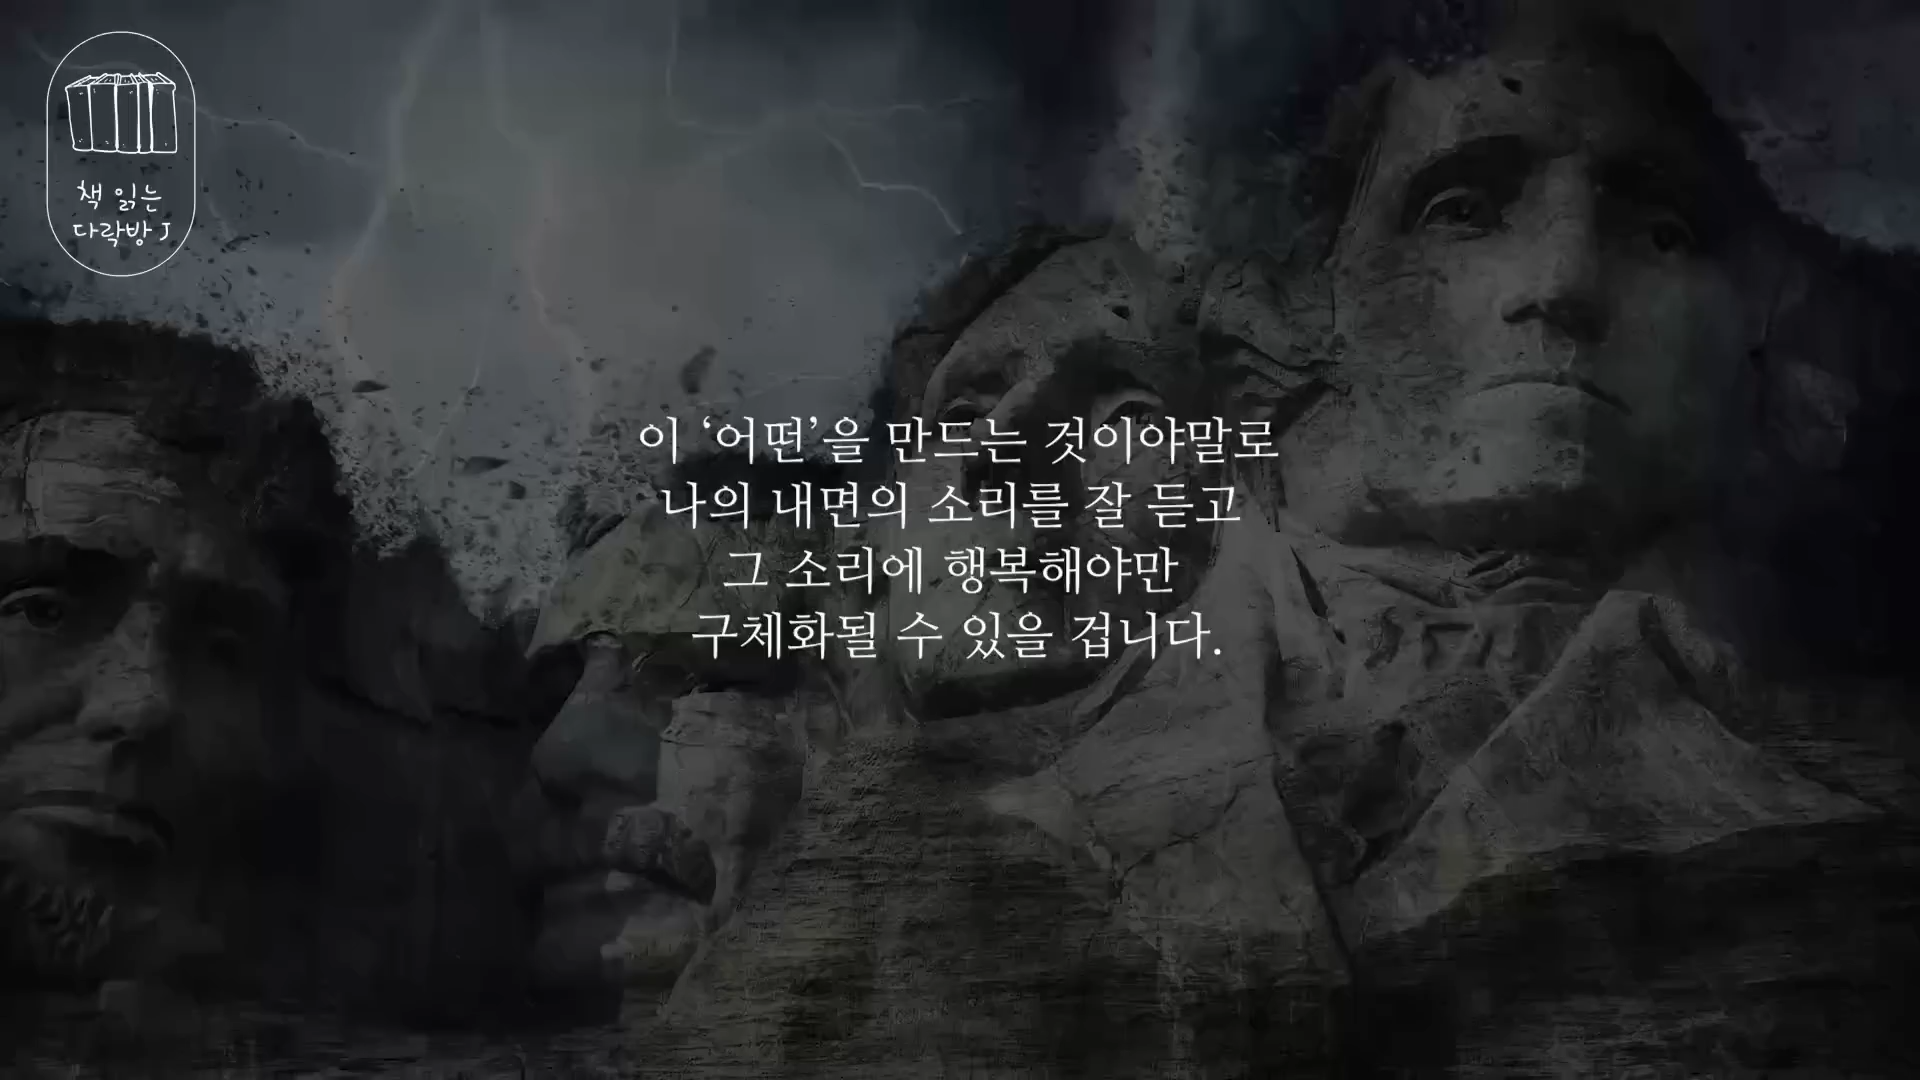 책 읽는
다락방 J
이 ‘어떤’을 만드는 것이야말로
나의 내면의 소리를 잘 듣고
그 소리에 행복해야만
구체화될 수 있을 겁니다.